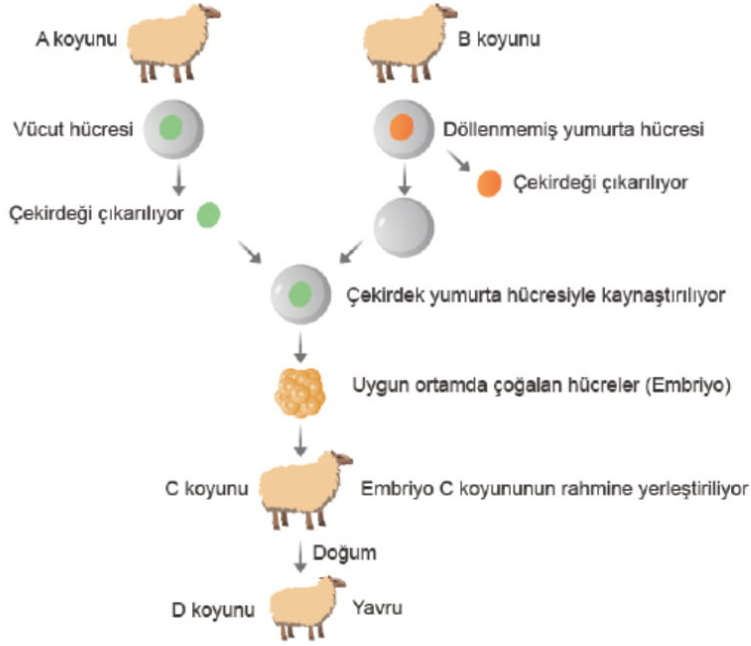 A koyunu
B koyunu
Vücut hücresi
Döllenmemiş yumurta hücresi
Çekirdeği çıkarılıyor
Çekirdeği çıkarılıyor
Çekirdek yumurta hücresiyle kaynaştırılıyor
Uygun ortamda çoğalan hücreler (Embriyo)
C koyunu
Embriyo C koyununun rahmine yerleştiriliyor
Doğum
D koyunu
Yavru